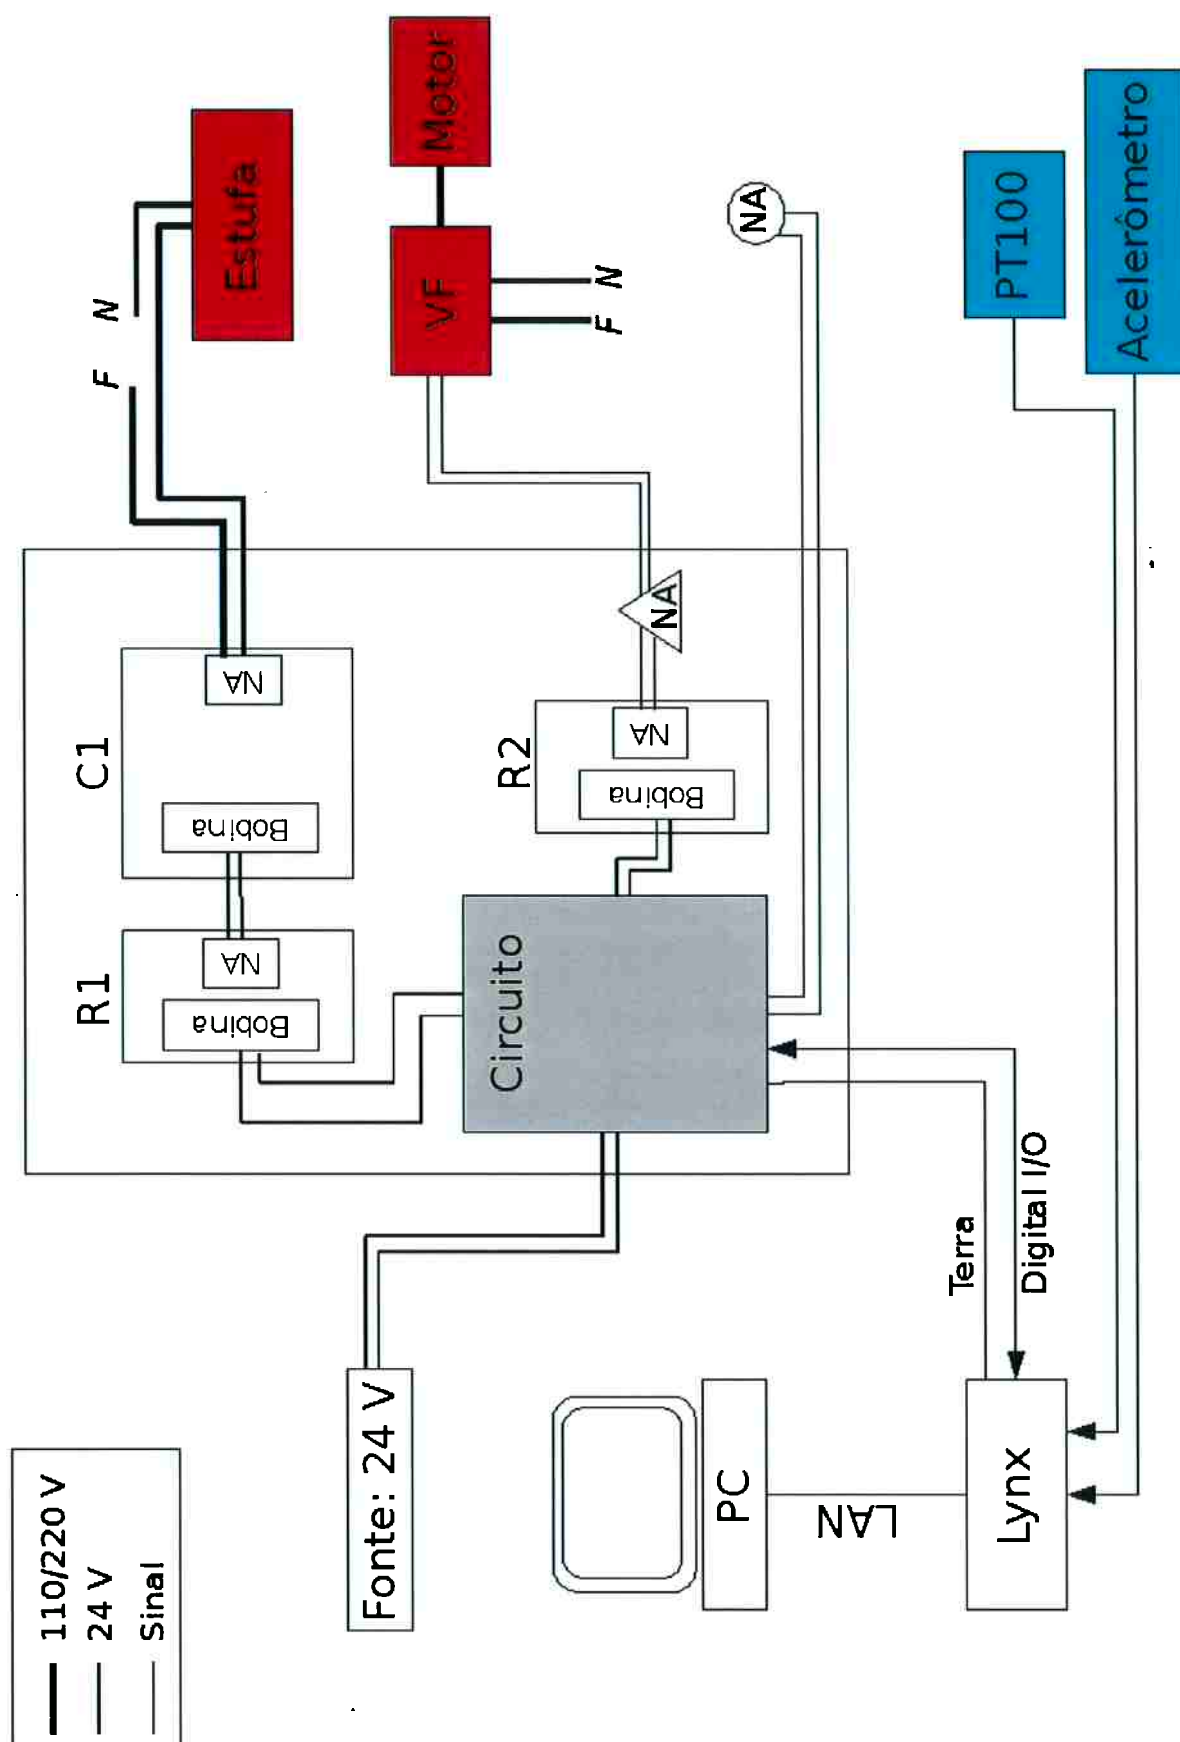 110/220 V
24 V
Sinal
Fonte: 24 V
PC
LAN
Lynx
Terra
Digital I/O
R1
Bobina
NA
C1
Bobina
NA
Circuito
R2
Bobina
NA
NA
F
N
Estufa
VF
F
N
Motor
NA
PT100
Acelerômetro